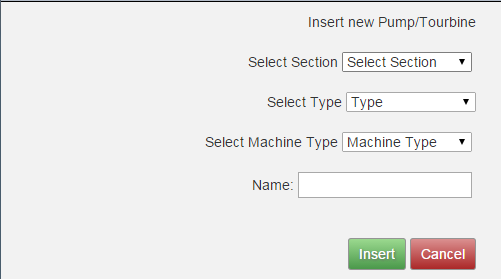 Insert new Pump/Tourbine
Select Section Select Section
Select Type Type
Select Machine Type Machine Type
Name:
Insert Cancel